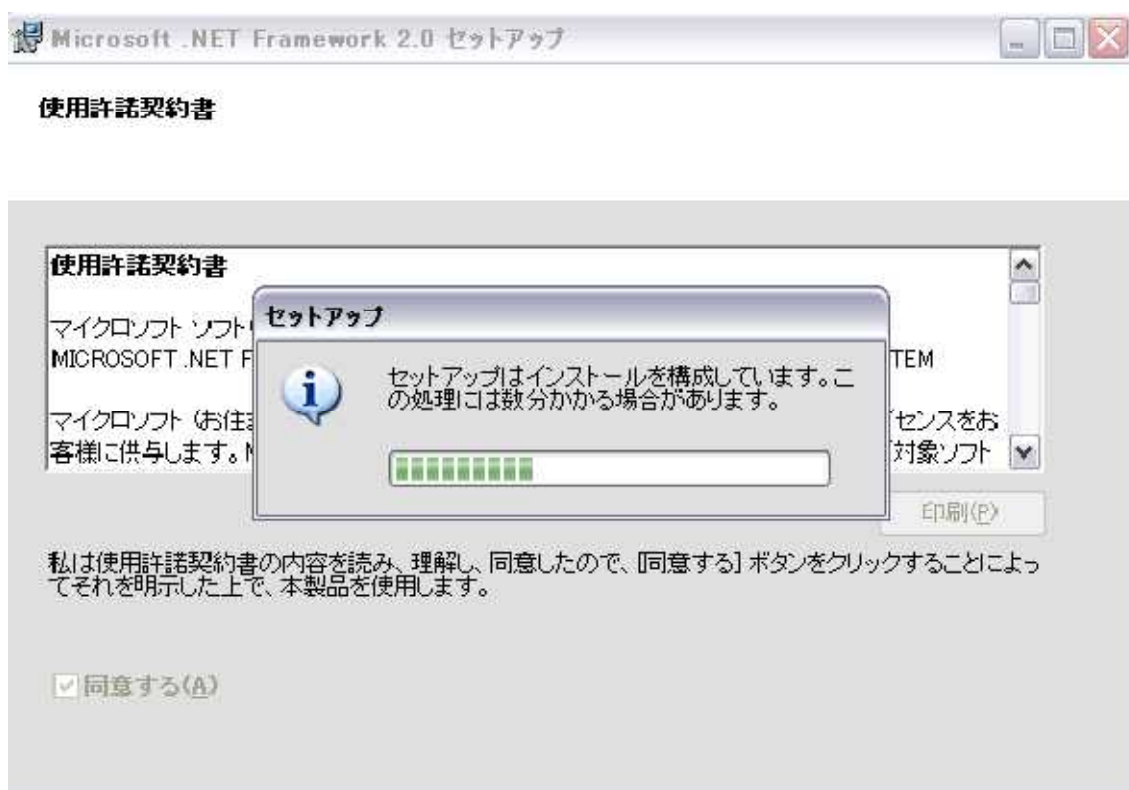 Microsoft .NET Framework 2.0 セットアップ
使用許諾契約書
使用許諾契約書
マイクロソフト ソフト
MICROSOFT .NET F
TEM
マイクロソフト (お住ま
センスをお
客様に供与します。
対象ソフト
セットアップ
セットアップはインストールを構成しています。こ
の処理には数分かかる場合があります。
印刷(P)
私は使用許諾契約書の内容を読み、理解し、同意したので、[同意する] ボタンをクリックすることによっ
てそれを明示した上で、本製品を使用します。
同意する(A)